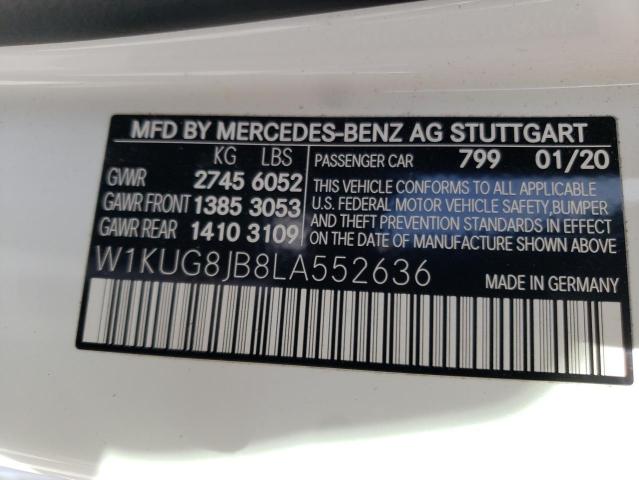 MFD BY MERCEDES-BENZ AG STUTTGART
KG LBS
GVWR 2745 6052
GAWR FRONT 1385 3053
GAWR REAR 1410 3109
PASSENGER CAR 799 01/20
THIS VEHICLE CONFORMS TO ALL APPLICABLE
U.S. FEDERAL MOTOR VEHICLE SAFETY, BUMPER
AND THEFT PREVENTION STANDARDS IN EFFECT
ON THE DATE OF MANUFACTURE SHOWN ABOVE.
W1KUG8JB8LA552636
MADE IN GERMANY